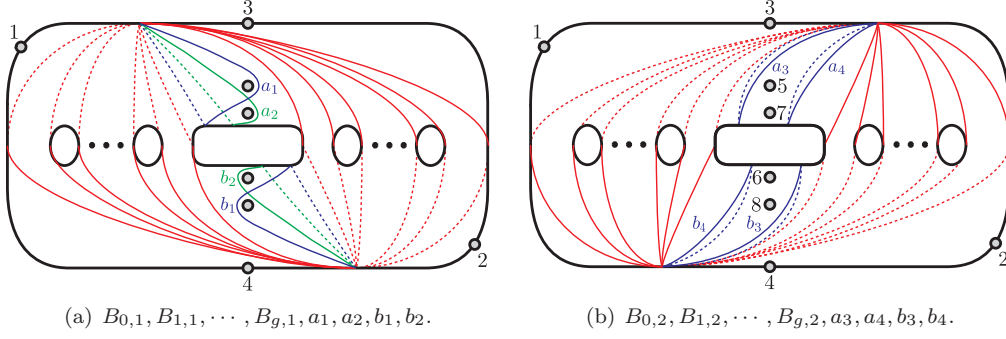 3
1
a₁
a₂
b₂
b₁
2
4
(a) B₀,₁, B₁,₁, ⋯ , B_g,₁, a₁, a₂, b₁, b₂.
3
1
a₃
a₄
5
7
6
8
b₄
b₃
2
4
(b) B₀,₂, B₁,₂, ⋯ , B_g,₂, a₃, a₄, b₃, b₄.